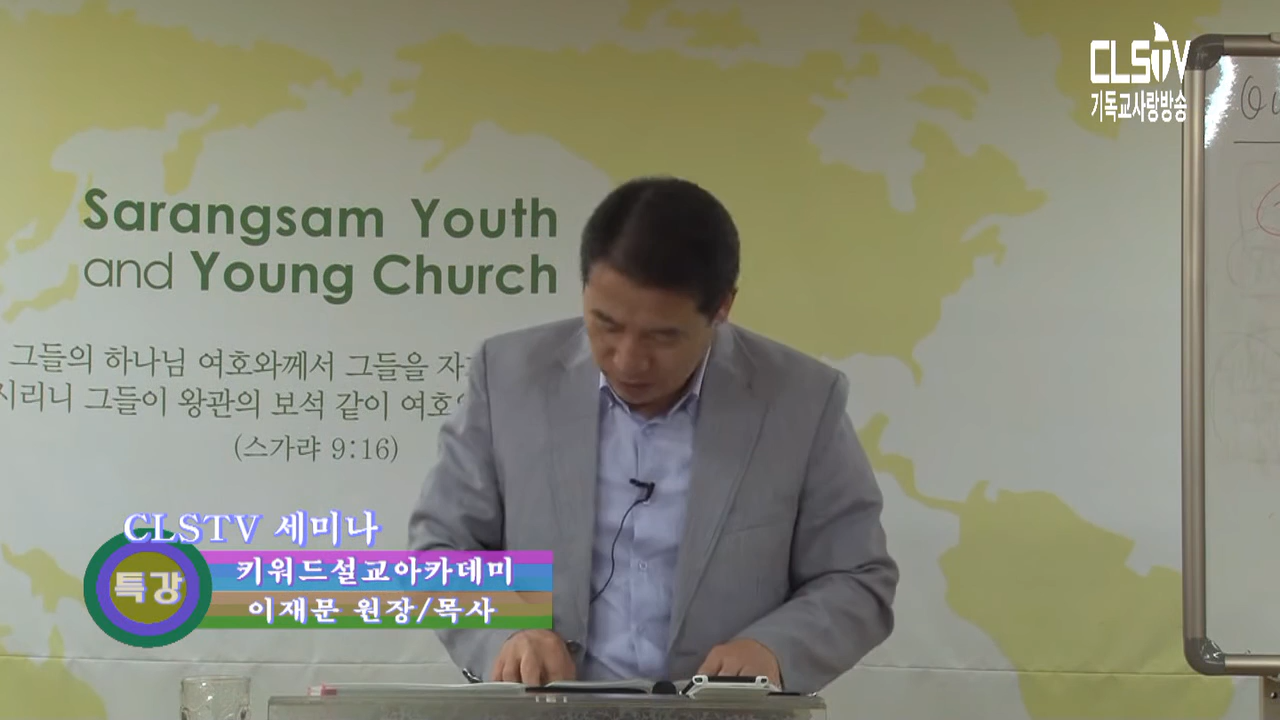 CLSTV
기독교사랑방송
Sarangsam Youth
and Young Church
그들의 하나님 여호와께서 그들을
시리니 그들이 왕관의 보석 같이
(스가랴 9:16)
CLSTV 세미나
특강
키워드설교아카데미
이재문 원장/목사